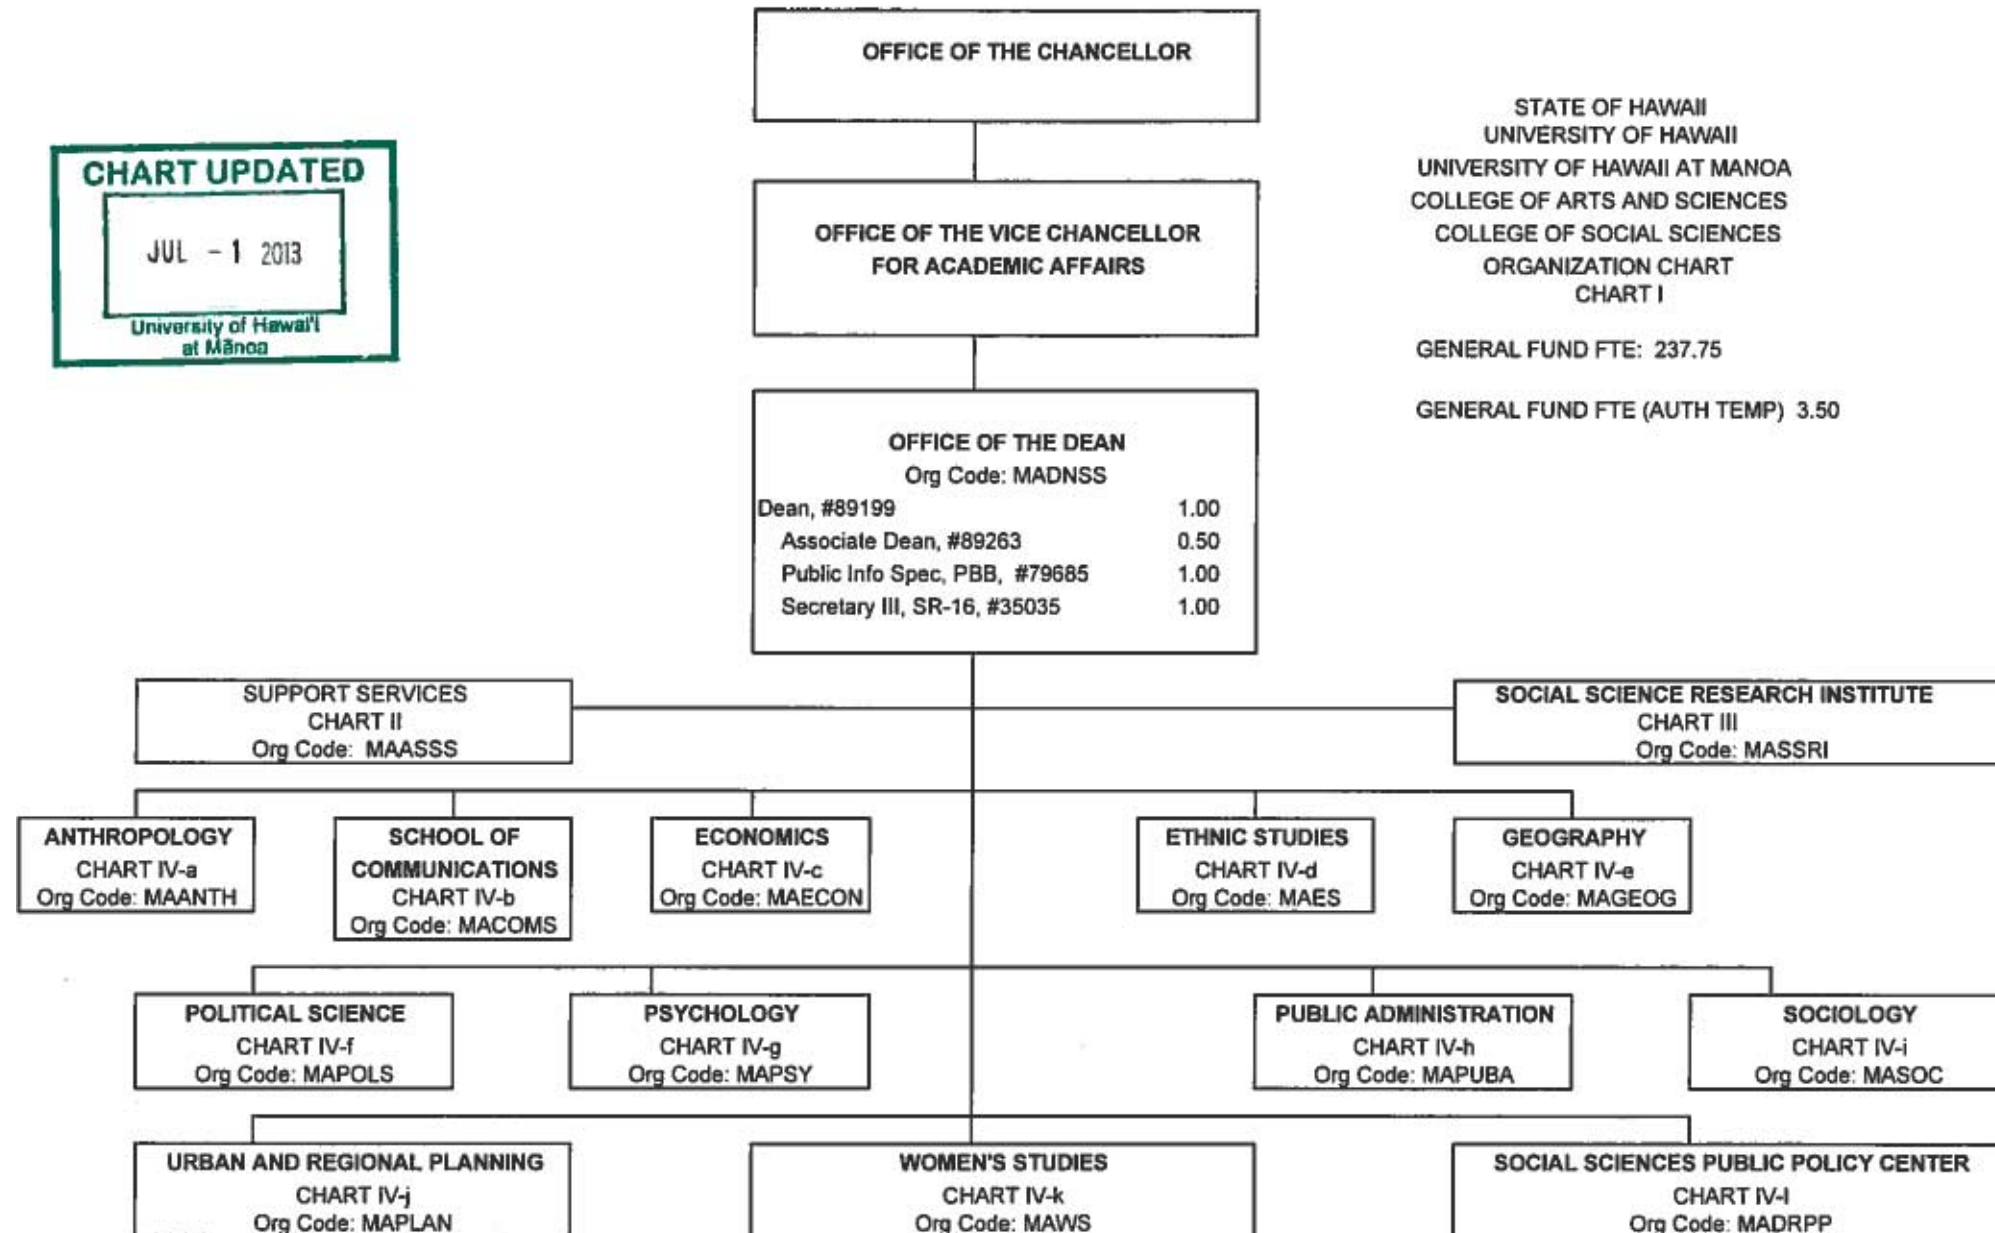 OFFICE OF THE CHANCELLOR
STATE OF HAWAII
UNIVERSITY OF HAWAII
UNIVERSITY OF HAWAII AT MANOA
COLLEGE OF ARTS AND SCIENCES
COLLEGE OF SOCIAL SCIENCES
ORGANIZATION CHART
CHART I
GENERAL FUND FTE: 237.75
GENERAL FUND FTE (AUTH TEMP) 3.50
CHART UPDATED
JUL - 1 2013
University of Hawai'i
at Mānoa
OFFICE OF THE VICE CHANCELLOR
FOR ACADEMIC AFFAIRS
OFFICE OF THE DEAN
Org Code: MADNSS
Dean, #89199 1.00
Associate Dean, #89263 0.50
Public Info Spec, PBB, #79685 1.00
Secretary III, SR-16, #35035 1.00
SUPPORT SERVICES
CHART II
Org Code: MAASSS
SOCIAL SCIENCE RESEARCH INSTITUTE
CHART III
Org Code: MASSRI
ANTHROPOLOGY
CHART IV-a
Org Code: MAANTH
SCHOOL OF
COMMUNICATIONS
CHART IV-b
Org Code: MACOMS
ECONOMICS
CHART IV-c
Org Code: MAECON
ETHNIC STUDIES
CHART IV-d
Org Code: MAES
GEOGRAPHY
CHART IV-e
Org Code: MAGEOG
POLITICAL SCIENCE
CHART IV-f
Org Code: MAPOLS
PSYCHOLOGY
CHART IV-g
Org Code: MAPSY
PUBLIC ADMINISTRATION
CHART IV-h
Org Code: MAPUBA
SOCIOLOGY
CHART IV-i
Org Code: MASOC
URBAN AND REGIONAL PLANNING
CHART IV-j
Org Code: MAPLAN
WOMEN'S STUDIES
CHART IV-k
Org Code: MAWS
SOCIAL SCIENCES PUBLIC POLICY CENTER
CHART IV-l
Org Code: MADRPP